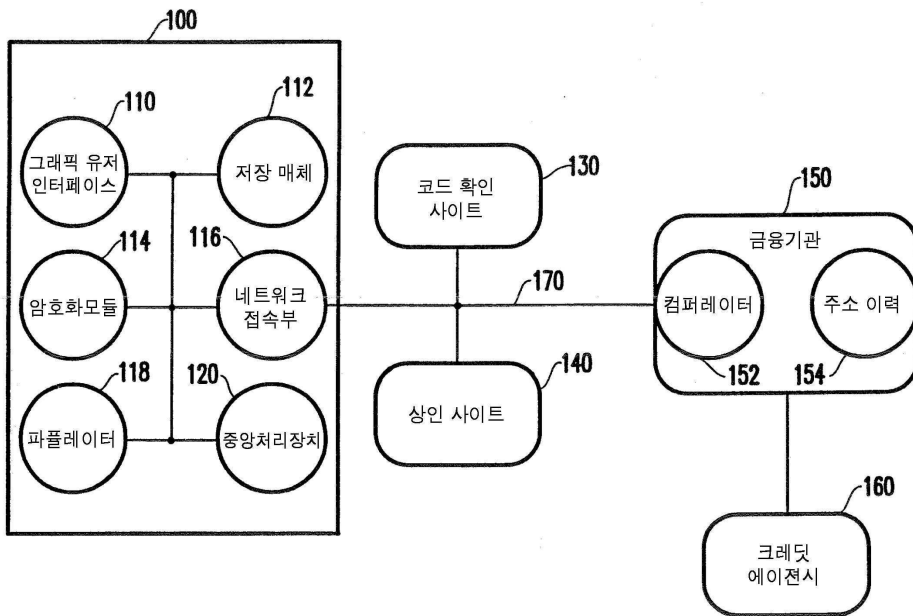 100
110
그래픽 유저
인터페이스
112
저장 매체
114
암호화모듈
116
네트워크
접속부
118
파플레이터
120
중앙처리장치
130
코드 확인
사이트
170
140
상인 사이트
150
금융기관
컴퍼레이터
152
주소 이력
154
160
크레딧
에이젼시